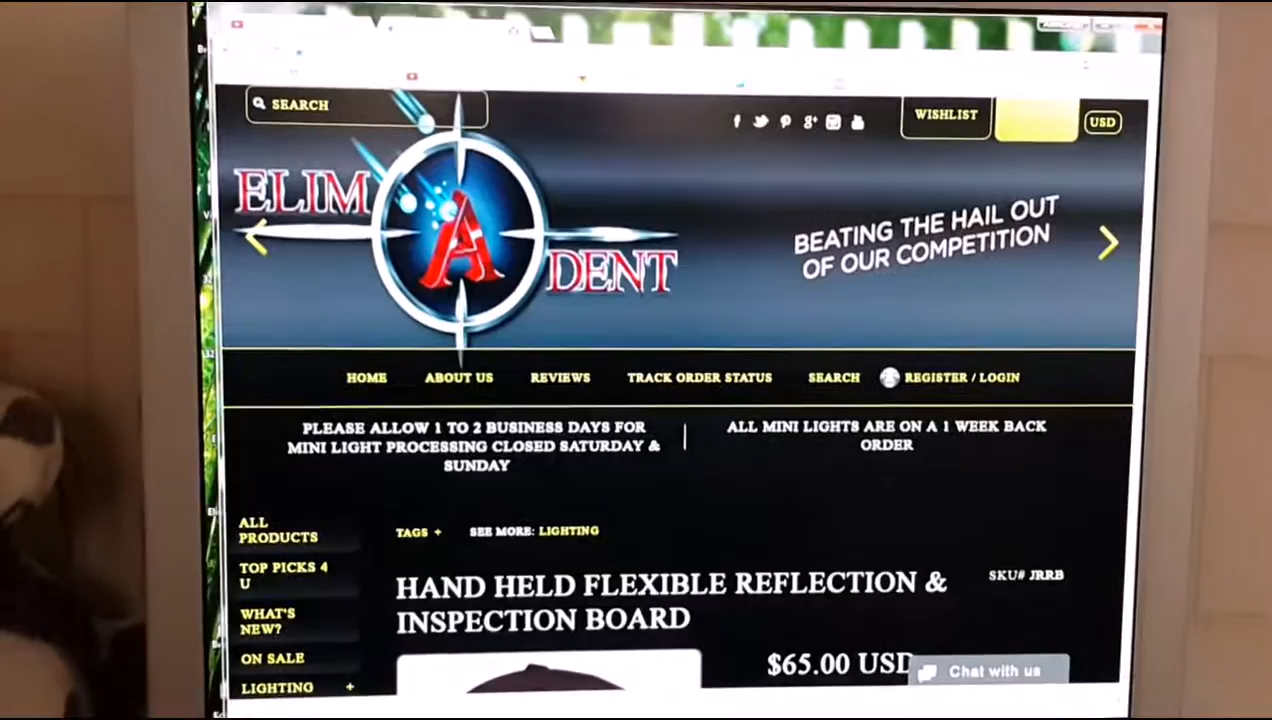 SEARCH
WISHLIST
USD
ELIM
A
DENT
BEATING THE HAIL OUT
OF OUR COMPETITION
HOME ABOUT US REVIEWS TRACK ORDER STATUS SEARCH REGISTER / LOGIN
PLEASE ALLOW 1 TO 2 BUSINESS DAYS FOR
MINI LIGHT PROCESSING CLOSED SATURDAY &
SUNDAY
ALL MINI LIGHTS ARE ON A 1 WEEK BACK
ORDER
ALL
PRODUCTS
TOP PICKS 4
U
WHAT'S
NEW?
ON SALE
LIGHTING +
TAGS + SEE MORE: LIGHTING
HAND HELD FLEXIBLE REFLECTION &
INSPECTION BOARD
SKU# JRRB
$65.00 USD
Chat with us